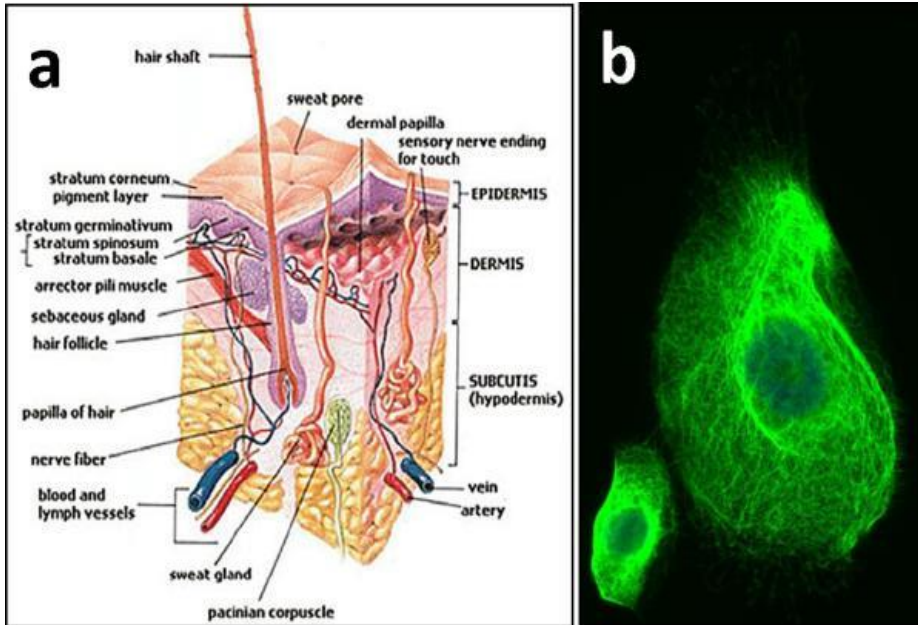 a
b
hair shaft
sweat pore
dermal papilla
sensory nerve ending
for touch
stratum corneum
pigment layer
stratum germinativum
stratum spinosum
stratum basale
arrector pili muscle
sebaceous gland
hair follicle
papilla of hair
nerve fiber
blood and
lymph vessels
sweat gland
pacinian corpuscle
EPIDERMIS
DERMIS
SUBCUTIS
(hypodermis)
vein
artery